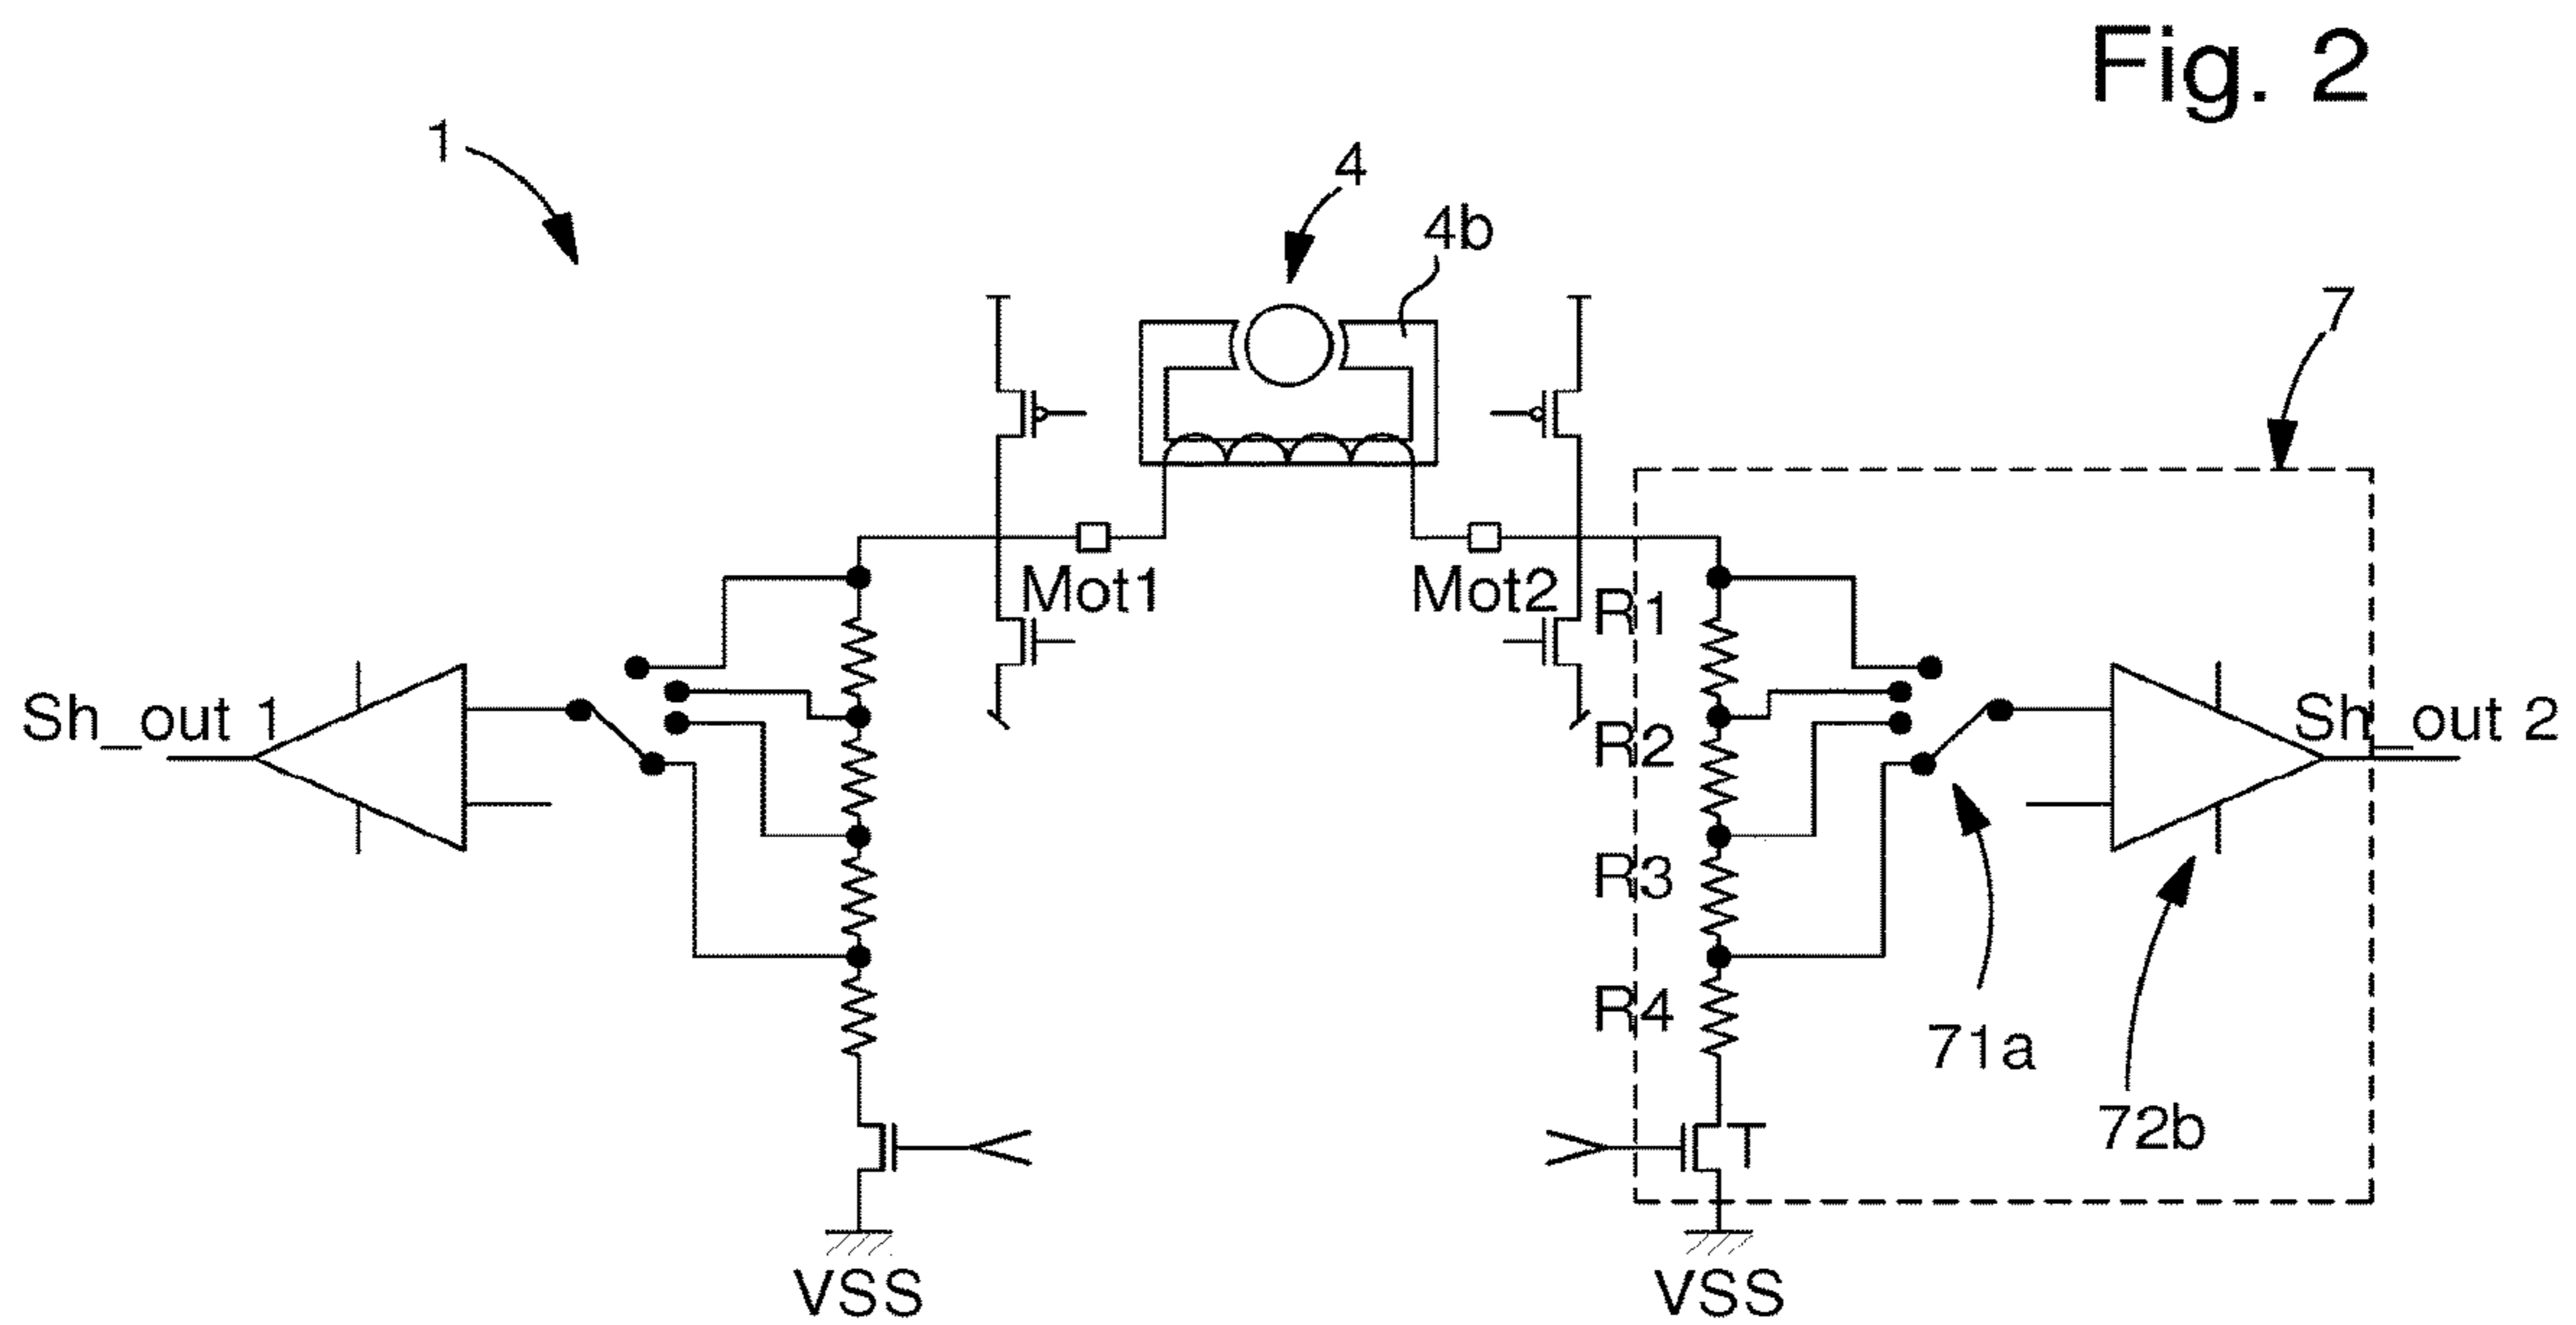 Fig. 2
1
4
4b
7
Mot1
Mot2
R1
Sh_out 1
R2
Sh_out 2
R3
R4
71a
72b
T
VSS
VSS